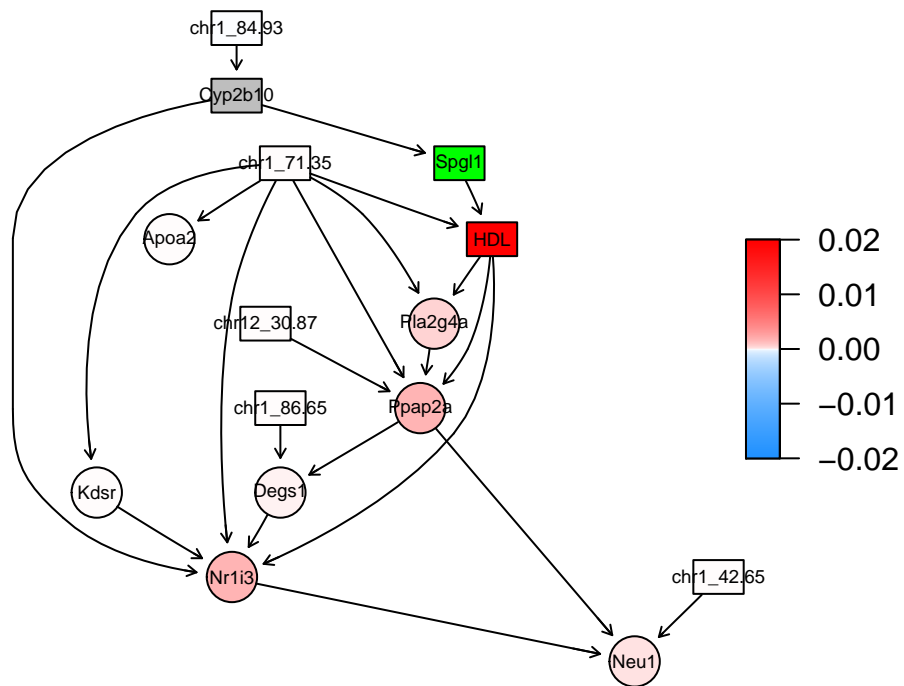 chr1_84.93
Cyp2b10
chr1_71.35
Spgl1
Apoa2
HDL
0.02
0.01
chr12_30.87
Pla2g4a
0.00
−0.01
chr1_86.65
Ppap2a
−0.02
Kdsr
Degs1
Nr1i3
chr1_42.65
Neu1